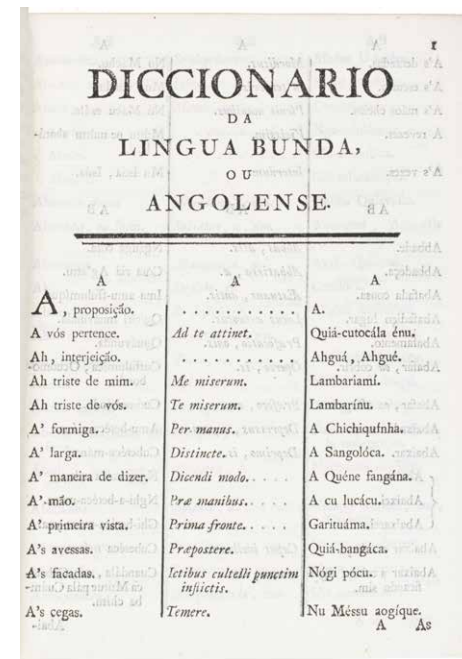 1
DICCIONARIO
DA
LINGUA BUNDA,
OU
ANGOLENSE.
A A A
A, proposição. . . . . . . . . . . A.
A vós pertence. Ad te attinet. Quiá-cutocála énu.
Ah, interjeição. . . . . . . . . . . Ahguá, Ahgué.
Ah triste de mim. Me miserum. Lambariamí.
Ah triste de vós. Te miserum. Lambarínu.
A' formiga. Per manus. A Chichiquínha.
A' larga. Distincte. A Sangolóca.
A' maneira de dizer. Dicendi modo. . . . . A Quéne fangána.
A' mão. Præ manibus. . . . . A cu lucácu.
A' primeira vista. Prima fronte. . . . . Garituáma.
A's avessas. Præpostere. Quiá-bangáca.
A's facadas. Ictibus cultelli punctim Nógi pócu.
inflictis.
A's cegas. Temere. Nu Méssu aogíque.
A As